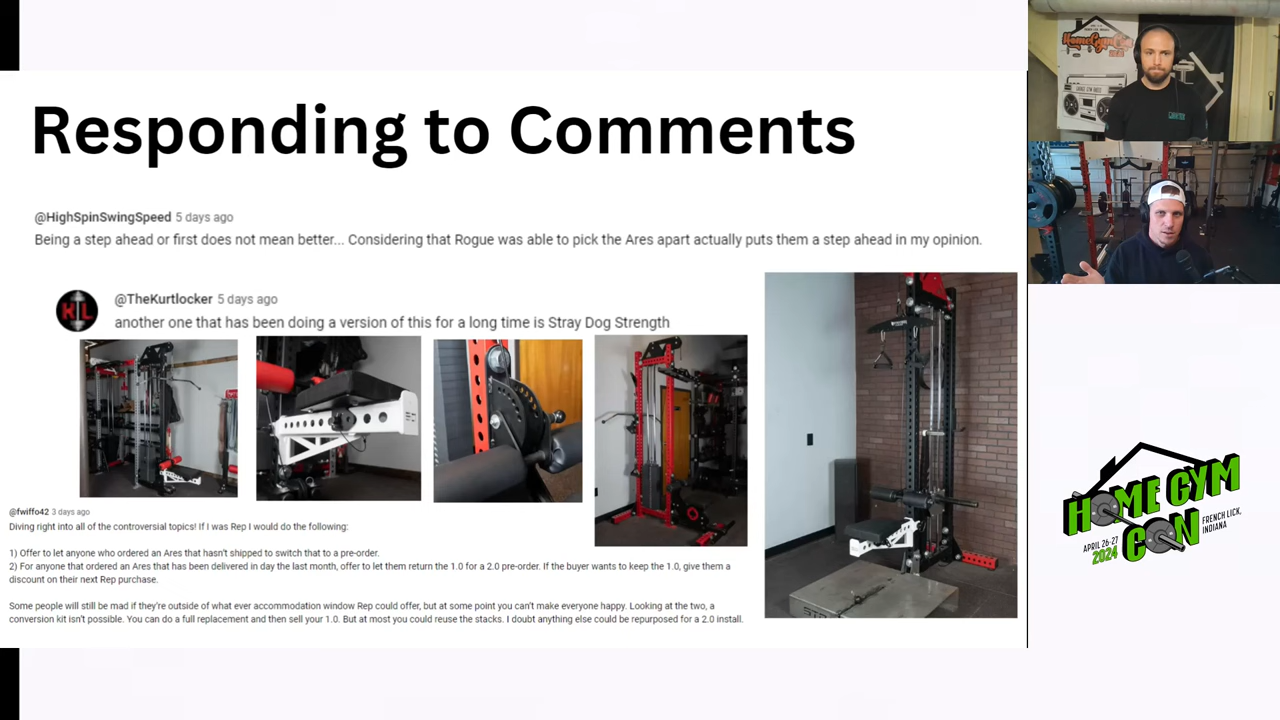 Responding to Comments
@HighSpinSwingSpeed 5 days ago
Being a step ahead or first does not mean better... Considering that Rogue was able to pick the Ares apart actually puts them a step ahead in my opinion.
KL
@TheKurtlocker 5 days ago
another one that has been doing a version of this for a long time is Stray Dog Strength
@fwiffo42 3 days ago
Diving right into all of the controversial topics! If I was Rep I would do the following:
1) Offer to let anyone who ordered an Ares that hasn't shipped to switch that to a pre-order.
2) For anyone that ordered an Ares that has been delivered in day the last month, offer to let them return the 1.0 for a 2.0 pre-order. If the buyer wants to keep the 1.0, give them a
discount on their next Rep purchase.
Some people will still be mad if they're outside of what ever accommodation window Rep could offer, but at some point you can't make everyone happy. Looking at the two, a
conversion kit isn't possible. You can do a full replacement and then sell your 1.0. But at most you could reuse the stacks. I doubt anything else could be repurposed for a 2.0 install.
HOME GYM
CON
APRIL 26-27
2024
FRENCH LICK,
INDIANA